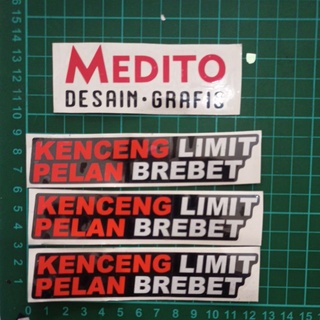 MEDITO
DESAIN • GRAFIS
KENCENG LIMIT
PELAN BREBET
KENCENG LIMIT
PELAN BREBET
KENCENG LIMIT
PELAN BREBET